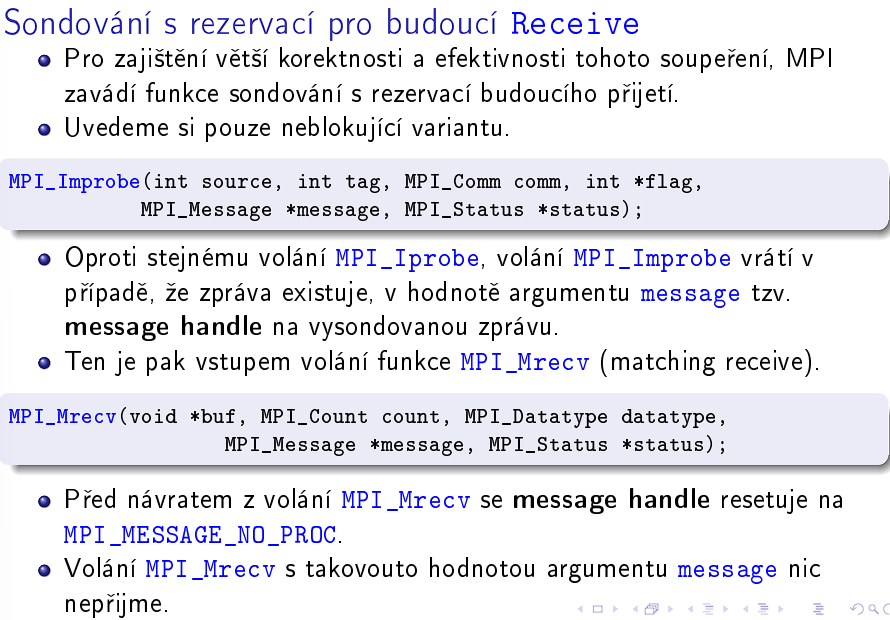 Sondování s rezervací pro budoucí Receive
Pro zajištění větší korektnosti a efektivnosti tohoto soupeření, MPI
zavádí funkce sondování s rezervací budoucího přijetí.
Uvedeme si pouze neblokující variantu.
MPI_Improbe(int source, int tag, MPI_Comm comm, int *flag,
MPI_Message *message, MPI_Status *status);
Oproti stejnému volání MPI_Iprobe, volání MPI_Improbe vrátí v
případě, že zpráva existuje, v hodnotě argumentu message tzv.
message handle na vysondovanou zprávu.
Ten je pak vstupem volání funkce MPI_Mrecv (matching receive).
MPI_Mrecv(void *buf, MPI_Count count, MPI_Datatype datatype,
MPI_Message *message, MPI_Status *status);
Před návratem z volání MPI_Mrecv se message handle resetuje na
MPI_MESSAGE_NO_PROC.
Volání MPI_Mrecv s takovouto hodnotou argumentu message nic
nepřijme.